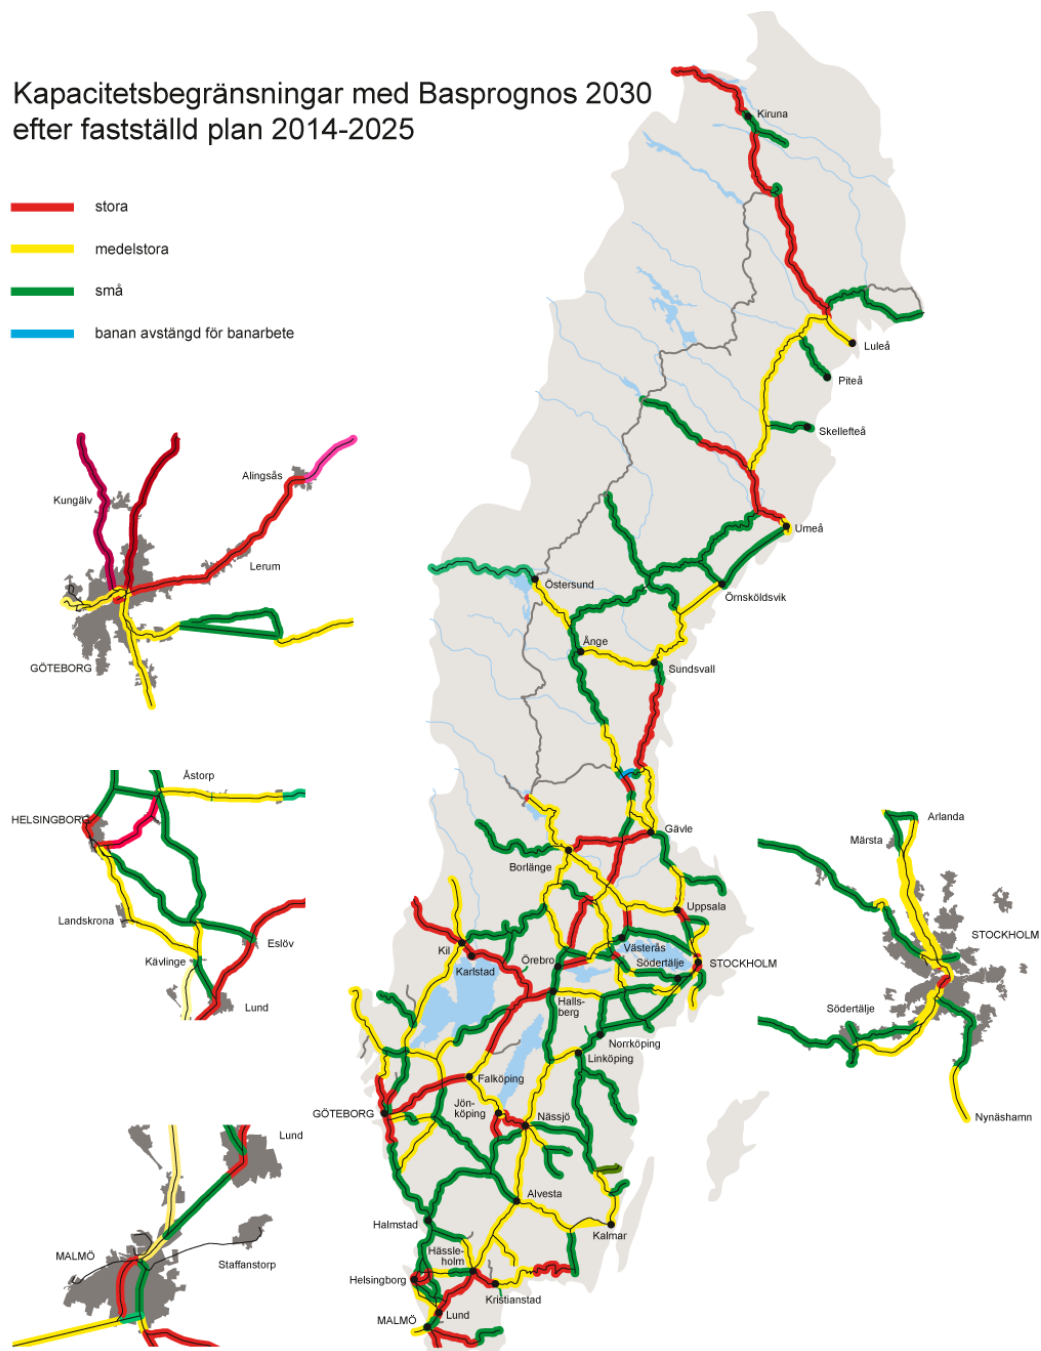 Kapacitetsbegränsningar med Basprognos 2030
efter fastställd plan 2014-2025
stora
medelstora
små
banan avstängd för banarbete
Kiruna
Luleå
Piteå
Skellefteå
Umeå
Örnsköldsvik
Östersund
Ånge
Sundsvall
Gävle
Borlänge
Uppsala
Västerås
Kil
Karlstad
Örebro
Södertälje
STOCKHOLM
Halls-
berg
Norrköping
Linköping
Falköping
GÖTEBORG
Jön-
köping
Nässjö
Alvesta
Halmstad
Kalmar
Hässle-
holm
Helsingborg
Kristianstad
Lund
MALMÖ
Alingsås
Kungälv
Lerum
GÖTEBORG
Åstorp
HELSINGBORG
Landskrona
Eslöv
Kävlinge
Lund
Lund
MALMÖ
Staffanstorp
Arlanda
Märsta
STOCKHOLM
Södertälje
Nynäshamn